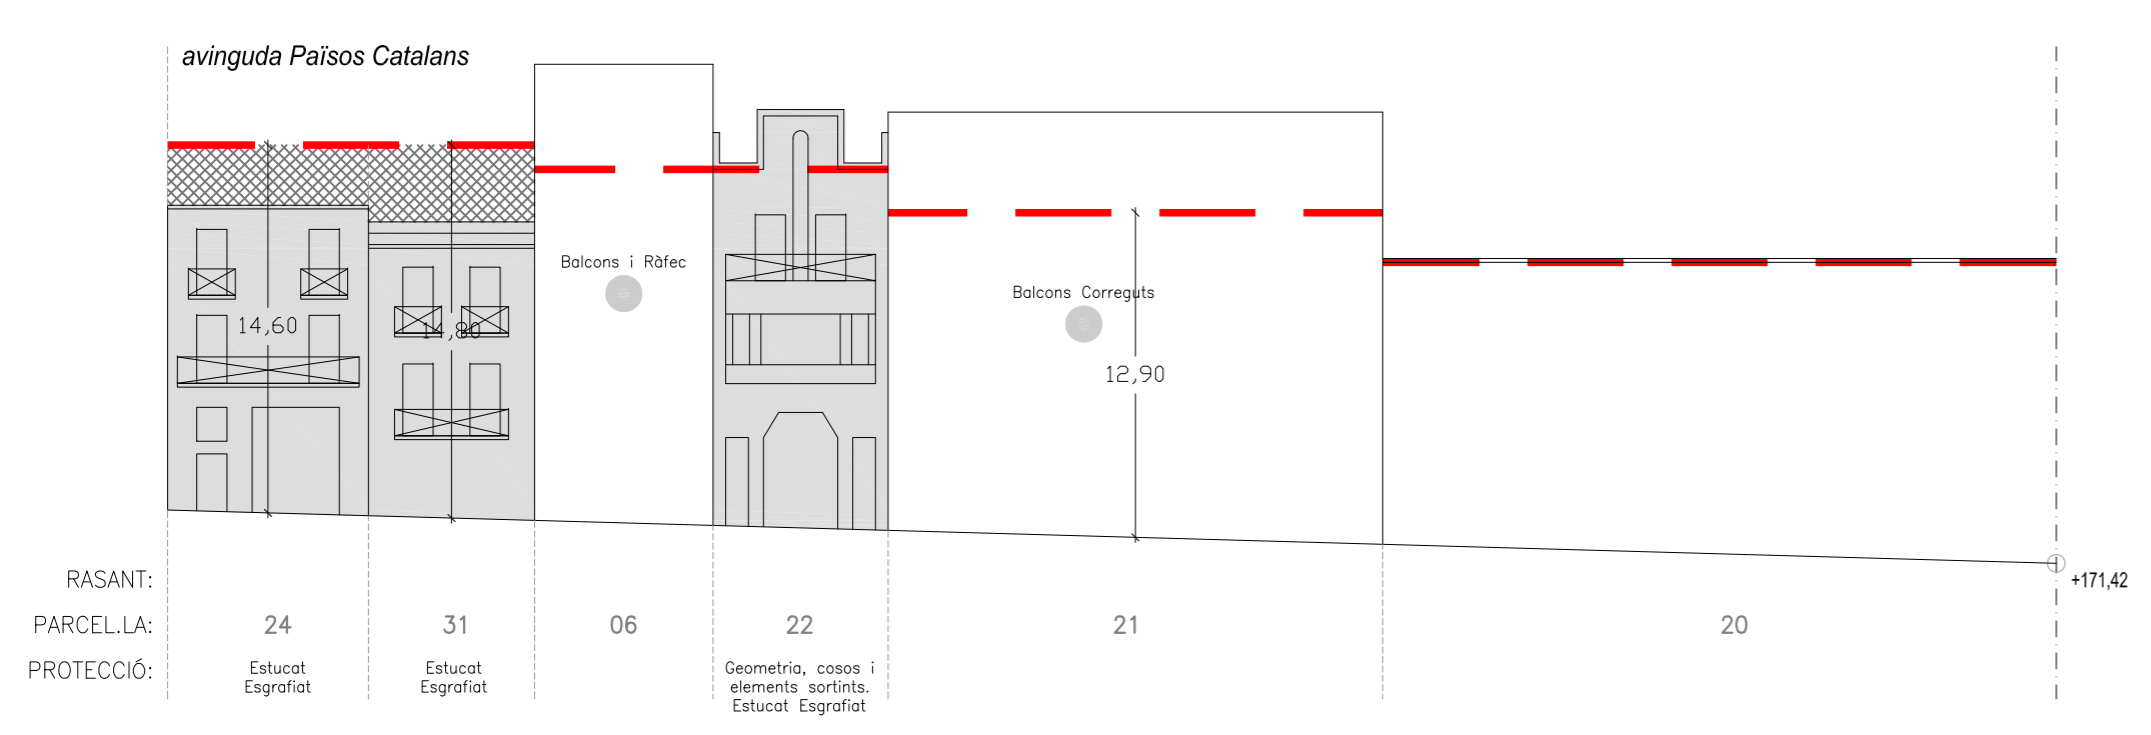 avinguda Països Catalans
Balcons i Ràfec
Balcons Correguts
14,60
14,80
12,90
RASANT:
+171,42
PARCEL.LA:
24
31
06
22
21
20
PROTECCIÓ:
Estucat
Esgrafiat
Estucat
Esgrafiat
Geometria, cosos i
elements sortints.
Estucat Esgrafiat